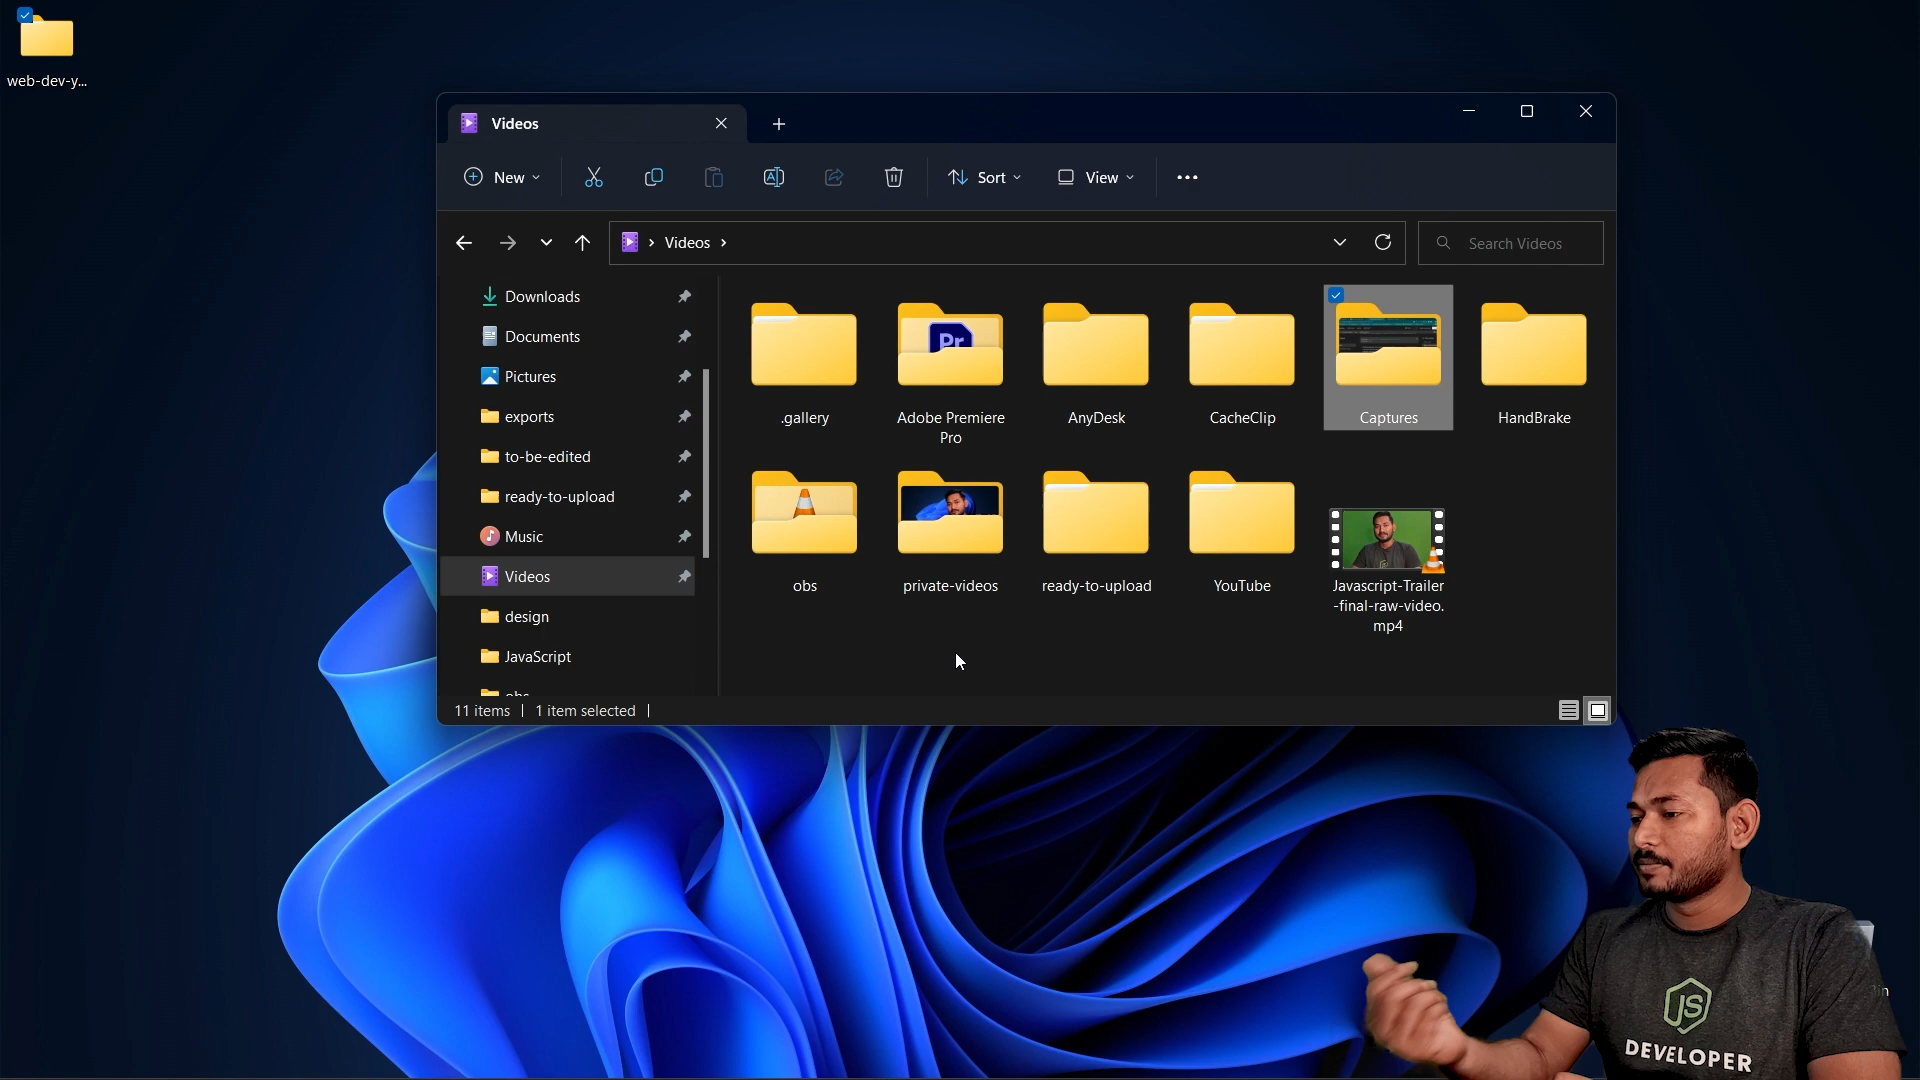 web-dev-y...
Videos
New
Sort
View
Videos
Search Videos
Downloads
Documents
Pictures
exports
to-be-edited
ready-to-upload
Music
Videos
design
JavaScript
.gallery
Pr
Adobe Premiere
Pro
AnyDesk
CacheClip
Captures
HandBrake
obs
private-videos
ready-to-upload
YouTube
Javascript-Trailer
-final-raw-video.
mp4
11 items
1 item selected
JS
DEVELOPER